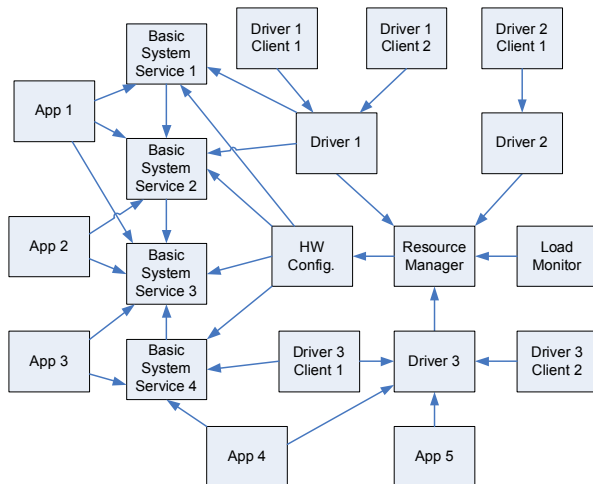 Basic
System
Service 1
Driver 1
Client 1
Driver 1
Client 2
Driver 2
Client 1
App 1
Basic
System
Service 2
Driver 1
Driver 2
App 2
Basic
System
Service 3
HW
Config.
Resource
Manager
Load
Monitor
App 3
Basic
System
Service 4
Driver 3
Client 1
Driver 3
Driver 3
Client 2
App 4
App 5